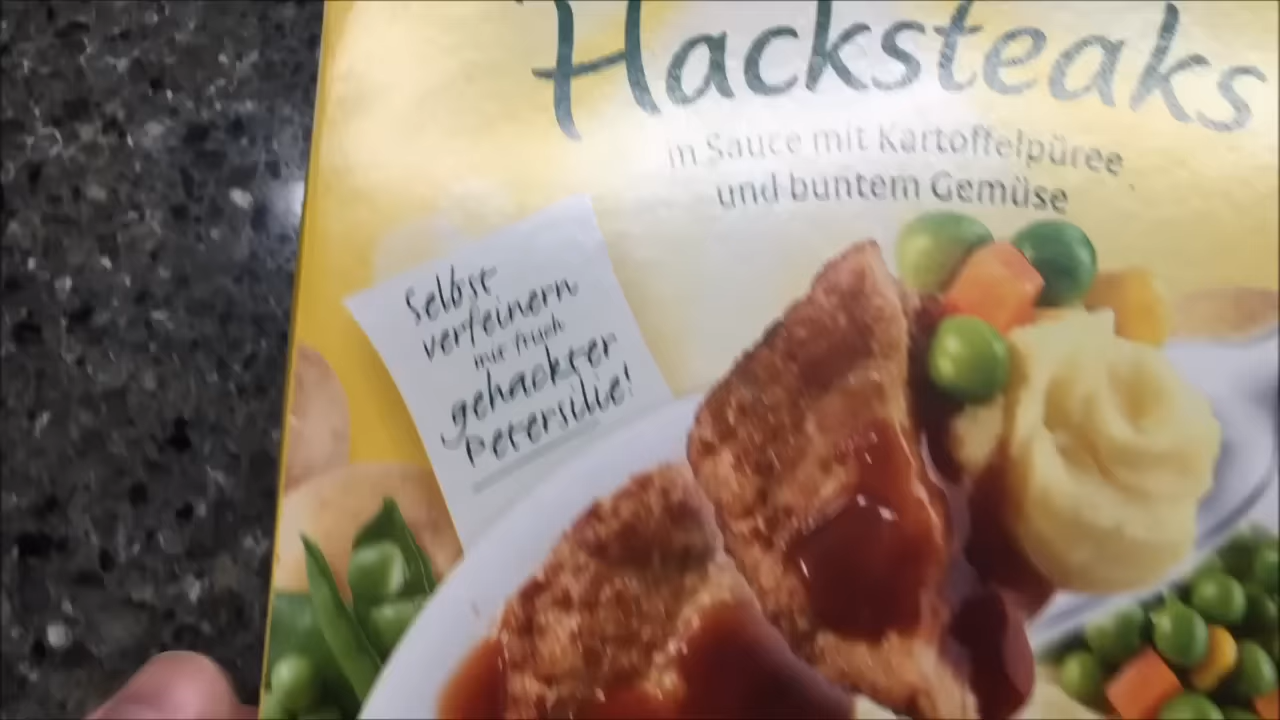 Hacksteaks
in Sauce mit Kartoffelpüree
und buntem Gemüse
Selbst
verfeinern
mit frisch
gehackter
Petersilie!